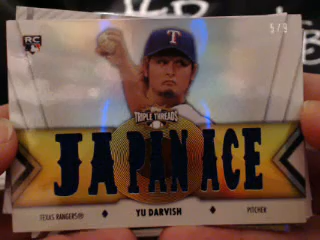 RC
5/9
T
TRIPLE THREADS
JAPAN ACE
TEXAS RANGERS® ♦ YU DARVISH ♦ PITCHER